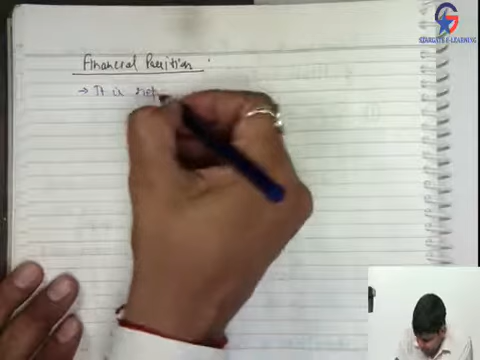 STARGATE E-LEARNING
Financial Position
→ It is